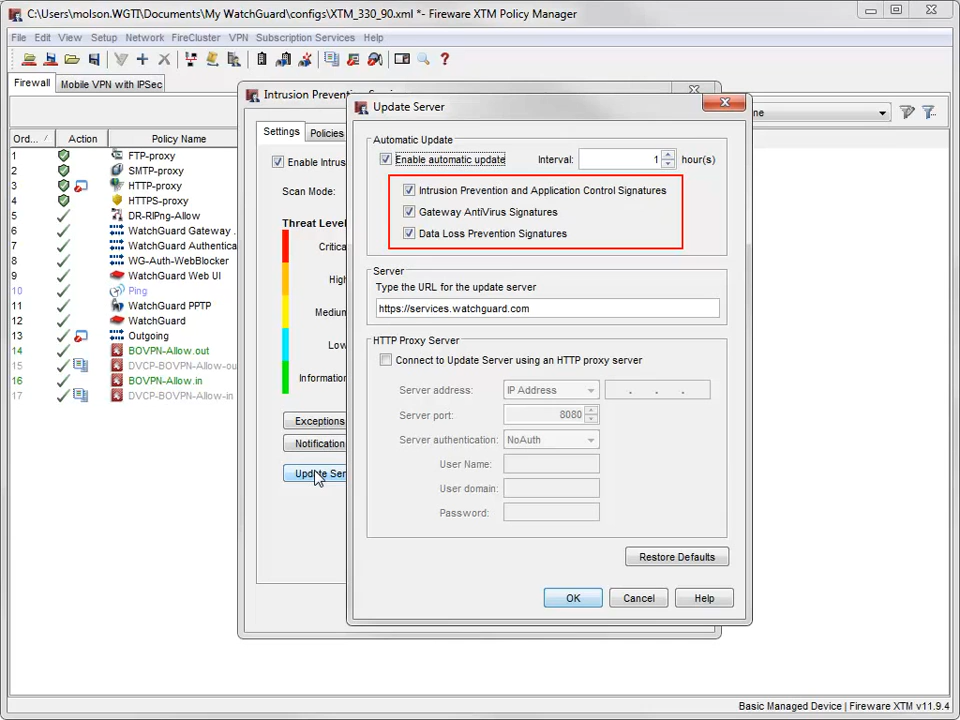 C:\Users\molson.WGTI\Documents\My WatchGuard\configs\XTM_330_90.xml *- Fireware XTM Policy Manager
File Edit View Setup Network FireCluster VPN Subscription Services Help
Firewall Mobile VPN with IPSec
Ord... Action Policy Name
1 FTP-proxy
2 SMTP-proxy
3 HTTP-proxy
4 HTTPS-proxy
5 DR-RIPng-Allow
6 WatchGuard Gateway
7 WatchGuard Authentica
8 WG-Auth-WebBlocker
9 WatchGuard Web UI
10 Ping
11 WatchGuard PPTP
12 WatchGuard
13 Outgoing
14 BOVPN-Allow.out
15 DVCP-BOVPN-Allow-ou
16 BOVPN-Allow.in
17 DVCP-BOVPN-Allow-in
Settings Policies
Enable Intrus
Scan Mode:
Threat Level
Critica
High
Medium
Low
Information
Exceptions
Notification
Update Ser
Update Server
Automatic Update
Enable automatic update Interval: 1 hour(s)
Intrusion Prevention and Application Control Signatures
Gateway AntiVirus Signatures
Data Loss Prevention Signatures
Server
Type the URL for the update server
https://services.watchguard.com
HTTP Proxy Server
Connect to Update Server using an HTTP proxy server
Server address: IP Address . . .
Server port: 8080
Server authentication: NoAuth
User Name:
User domain:
Password:
Restore Defaults
OK Cancel Help
Basic Managed Device | Fireware XTM v11.9.4